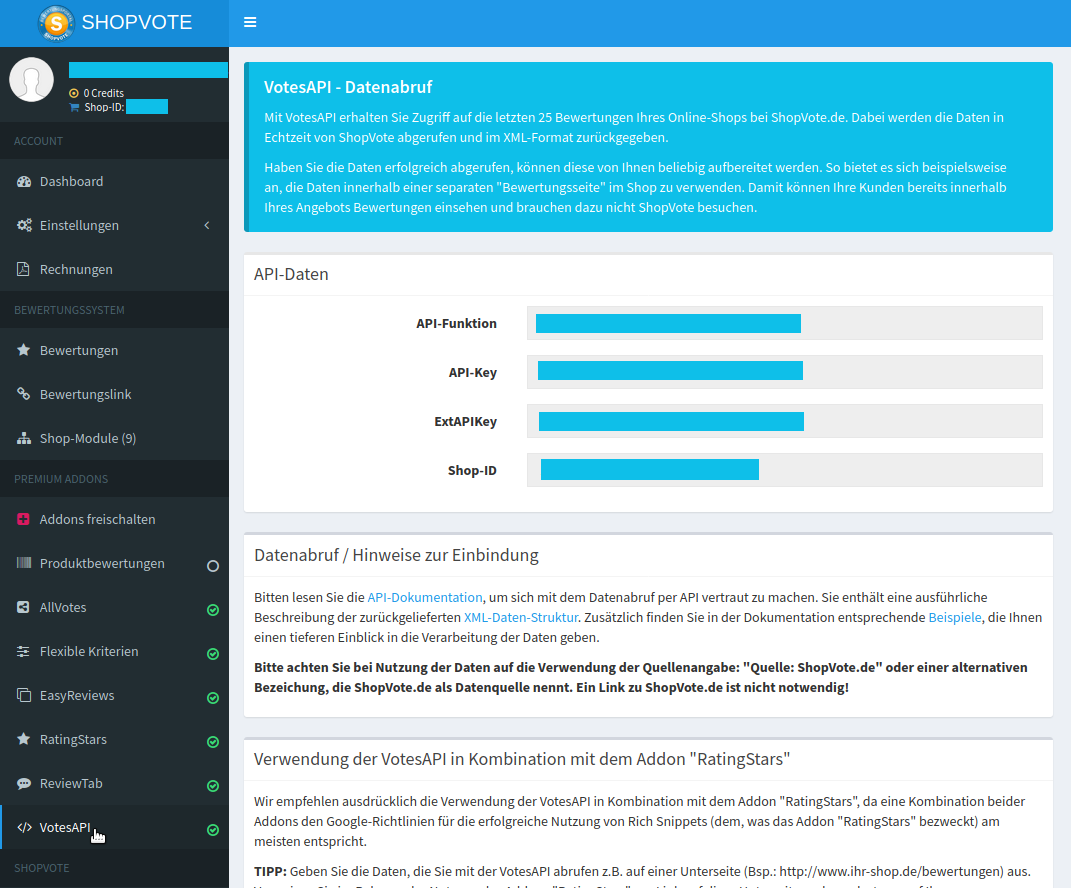 SHOPVOTE
0 Credits
Shop-ID:
ACCOUNT
Dashboard
Einstellungen
Rechnungen
BEWERTUNGSSYSTEM
Bewertungen
Bewertungslink
Shop-Module (9)
PREMIUM ADDONS
Addons freischalten
Produktbewertungen
AllVotes
Flexible Kriterien
EasyReviews
RatingStars
ReviewTab
VotesAPI
SHOPVOTE
VotesAPI - Datenabruf
Mit VotesAPI erhalten Sie Zugriff auf die letzten 25 Bewertungen Ihres Online-Shops bei ShopVote.de. Dabei werden die Daten in
Echtzeit von ShopVote abgerufen und im XML-Format zurückgegeben.
Haben Sie die Daten erfolgreich abgerufen, können diese von Ihnen beliebig aufbereitet werden. So bietet es sich beispielsweise
an, die Daten innerhalb einer separaten "Bewertungsseite" im Shop zu verwenden. Damit können Ihre Kunden bereits innerhalb
Ihres Angebots Bewertungen einsehen und brauchen dazu nicht ShopVote besuchen.
API-Daten
API-Funktion
API-Key
ExtAPIKey
Shop-ID
Datenabruf / Hinweise zur Einbindung
Bitten lesen Sie die API-Dokumentation, um sich mit dem Datenabruf per API vertraut zu machen. Sie enthält eine ausführliche
Beschreibung der zurückgelieferten XML-Daten-Struktur. Zusätzlich finden Sie in der Dokumentation entsprechende Beispiele, die Ihnen
einen tieferen Einblick in die Verarbeitung der Daten geben.
Bitte achten Sie bei Nutzung der Daten auf die Verwendung der Quellenangabe: "Quelle: ShopVote.de" oder einer alternativen
Bezeichung, die ShopVote.de als Datenquelle nennt. Ein Link zu ShopVote.de ist nicht notwendig!
Verwendung der VotesAPI in Kombination mit dem Addon "RatingStars"
Wir empfehlen ausdrücklich die Verwendung der VotesAPI in Kombination mit dem Addon "RatingStars", da eine Kombination beider
Addons den Google-Richtlinien für die erfolgreiche Nutzung von Rich Snippets (dem, was das Addon "RatingStars" bezweckt) am
meisten entspricht.
TIPP: Geben Sie die Daten, die Sie mit der VotesAPI abrufen z.B. auf einer Unterseite (Bsp.: http://www.ihr-shop.de/bewertungen) aus.